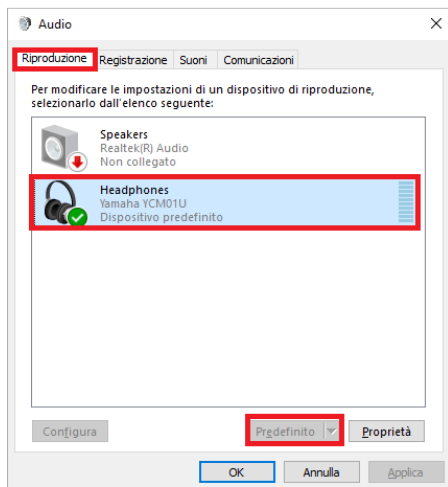 Audio
Riproduzione Registrazione Suoni Comunicazioni
Per modificare le impostazioni di un dispositivo di riproduzione,
selezionarlo dall'elenco seguente:
Speakers
Realtek(R) Audio
Non collegato
Headphones
Yamaha YCM01U
Dispositivo predefinito
Configura Predefinito Proprietà
OK Annulla Applica